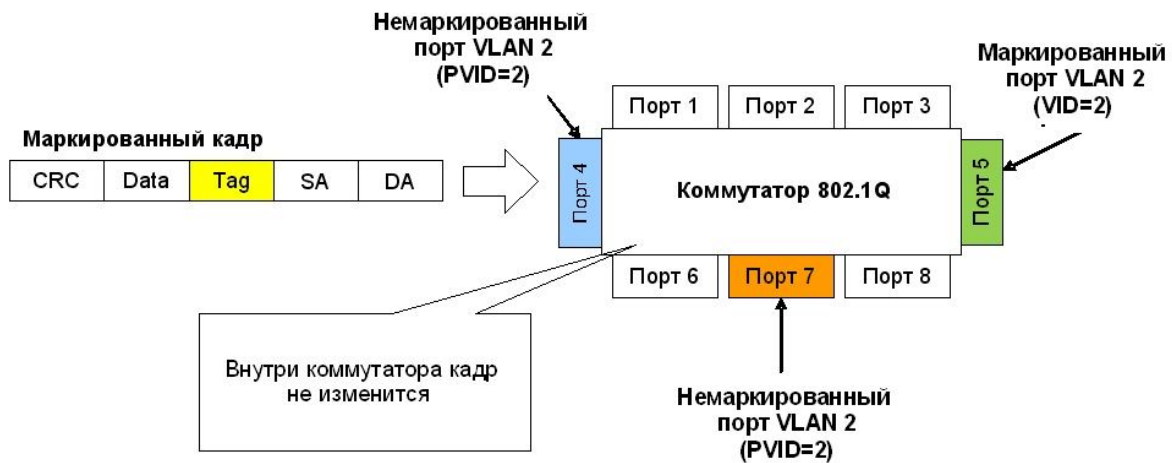 Немаркированный
порт VLAN 2
(PVID=2)
Маркированный
порт VLAN 2
(VID=2)
Порт 1
Порт 2
Порт 3
Маркированный кадр
CRC
Data
Tag
SA
DA
Порт 4
Коммутатор 802.1Q
Порт 5
Порт 6
Порт 7
Порт 8
Внутри коммутатора кадр
не изменится
Немаркированный
порт VLAN 2
(PVID=2)